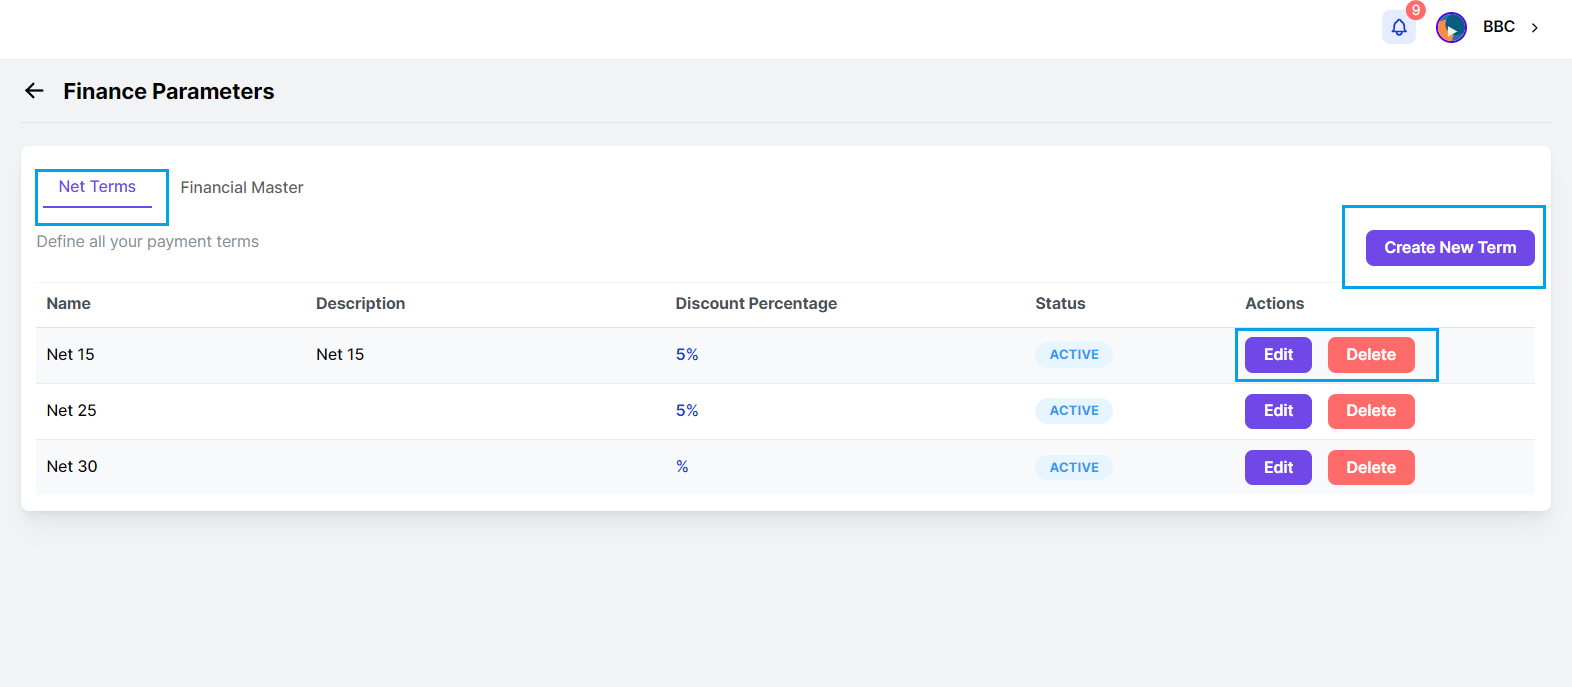 9
BBC
Finance Parameters
Net Terms Financial Master
Define all your payment terms
Create New Term
Name Description Discount Percentage Status Actions
Net 15 Net 15 5% ACTIVE Edit Delete
Net 25 5% ACTIVE Edit Delete
Net 30 % ACTIVE Edit Delete